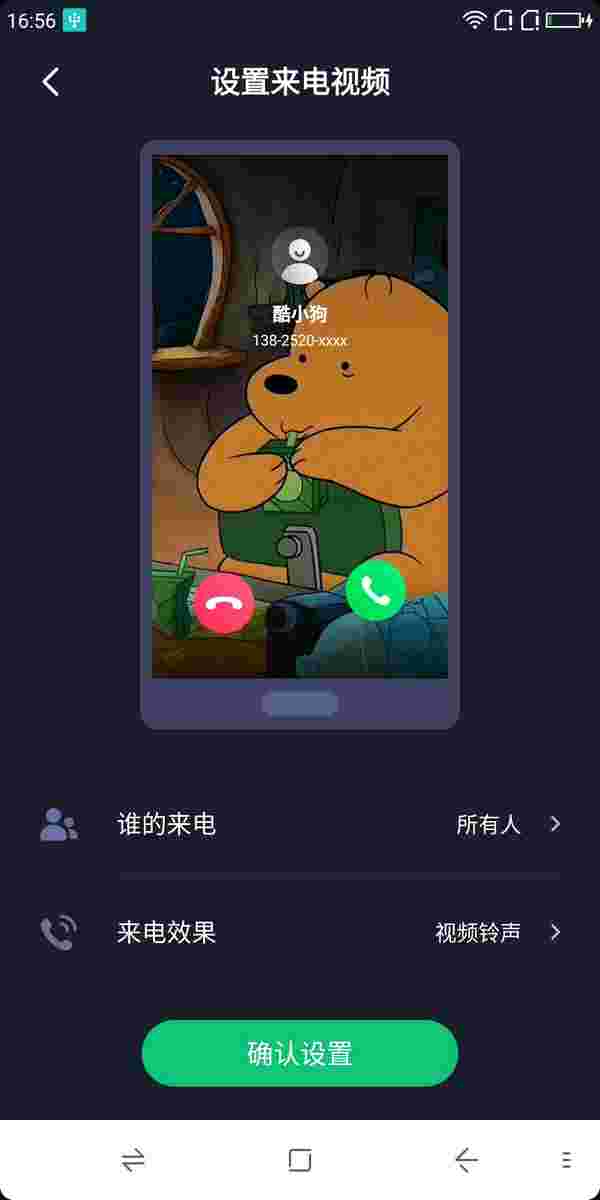 16:56
设置来电视频
酷小狗
138-2520-xxxx
谁的来电
所有人
来电效果
视频铃声
确认设置